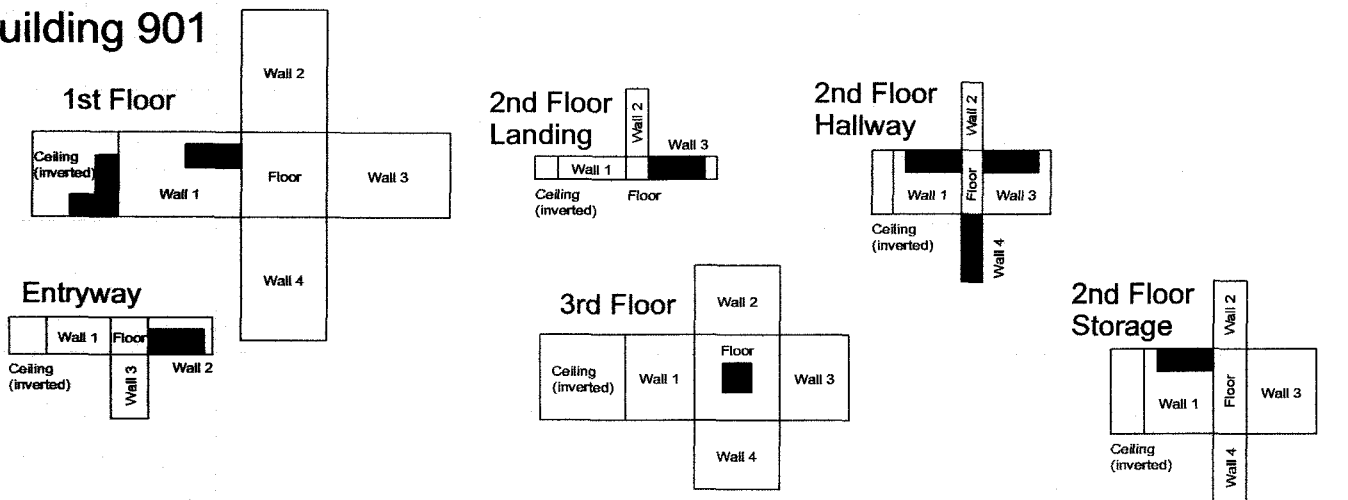 uilding 901
1st Floor
Wall 2
Ceiling
(inverted)
Wall 1
Floor
Wall 3
Wall 4
2nd Floor
Landing
Wall 2
Wall 3
Wall 1
Ceiling
(inverted)
Floor
2nd Floor
Hallway
Wall 2
Wall 1
Floor
Wall 3
Ceiling
(inverted)
Wall 4
Entryway
Wall 1
Floor
Ceiling
(inverted)
Wall 3
Wall 2
3rd Floor
Wall 2
Floor
Ceiling
(inverted)
Wall 1
Wall 3
Wall 4
2nd Floor
Storage
Wall 2
Wall 1
Floor
Wall 3
Ceiling
(inverted)
Wall 4